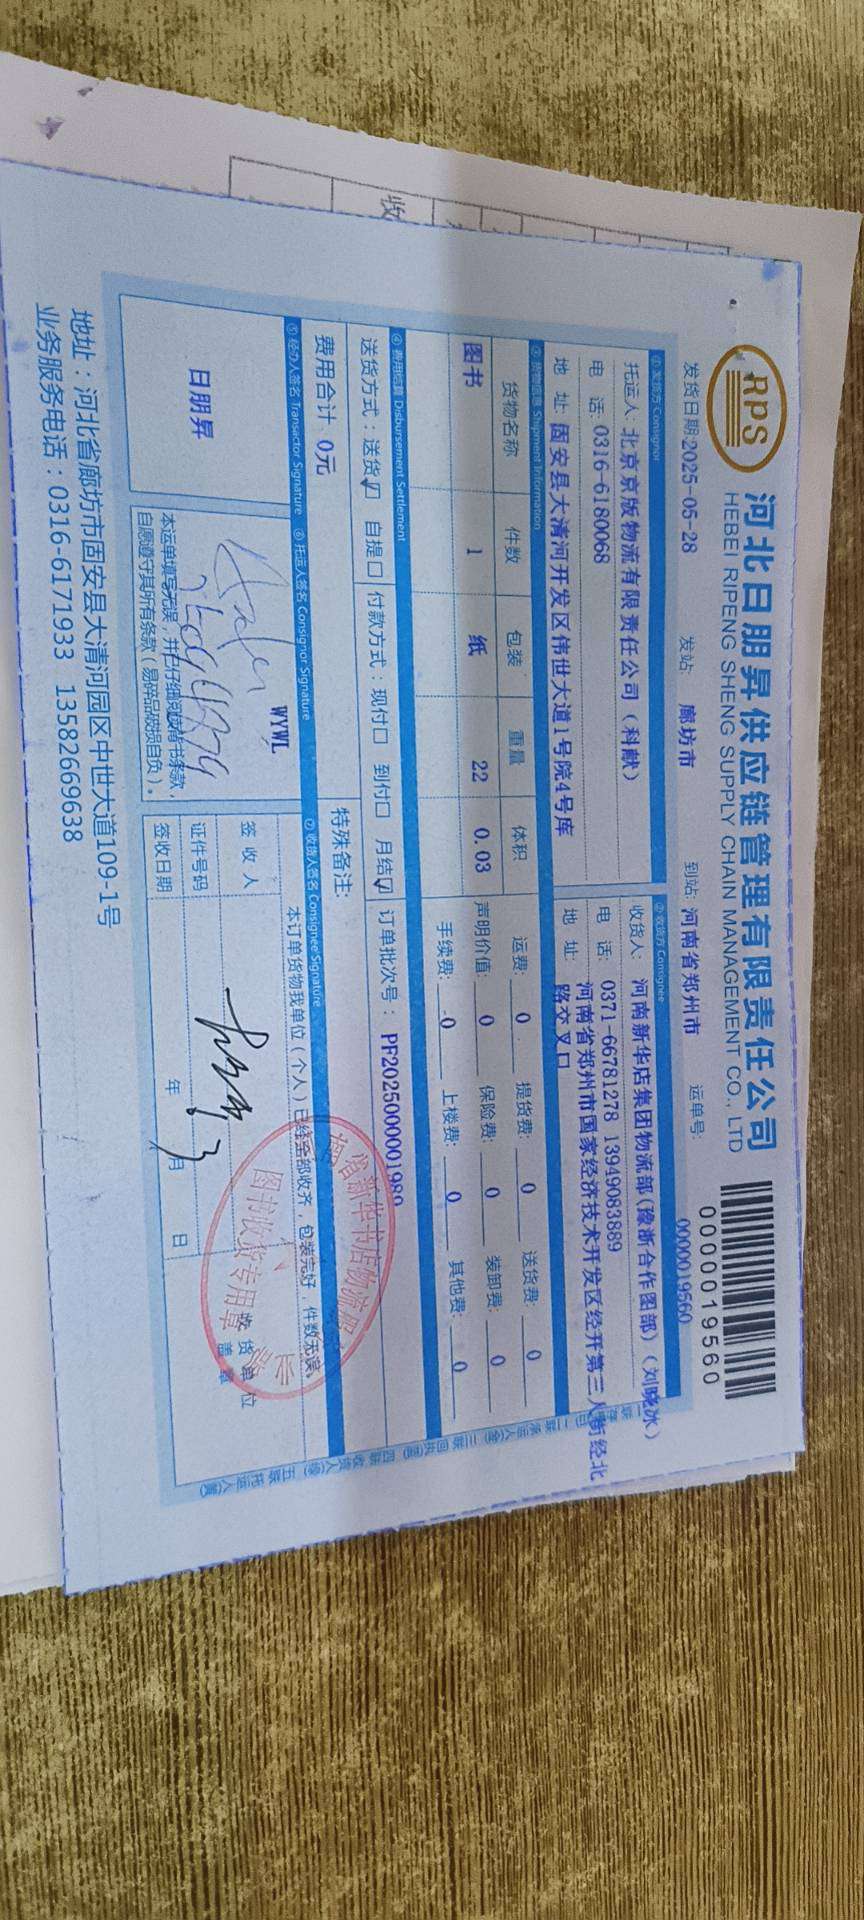 RPS
河北日朋昇供应链管理有限责任公司
HEBEI RIPENG SHENG SUPPLY CHAIN MANAGEMENT CO., LTD
0000019560
发货日期:2025-05-28 发站: 廊坊市 到站: 河南省郑州市 运单号: 0000019560
① 发货方 Consignor
托运人: 北京京版物流有限责任公司（科献）
电 话: 0316-6180068
地 址: 固安县大清河开发区伟世大道1号院4号库
② 收货方 Consignee
收货人: 河南新华店集团物流部(豫浙合作图部)（刘晓冰）
电 话: 0371-66781278 13949083889
地 址: 河南省郑州市国家经济技术开发区经开第三大街经北
路交叉口
③ 货物信息 Shipment Information
货物名称 件数 包装 重量 体积
图书 1 纸 22 0.03
运费: 0 提货费: 0 送货费: 0
声明价值: 0 保险费: 0 装卸费: 0
手续费: 0 上楼费: 0 其他费: 0
④ 费用结算 Disbursement Settlement
送货方式: 送货☑ 自提□ 付款方式: 现付□ 到付□ 月结☑ 订单批次号: PF2025000001989
费用合计 0元 特殊备注:
⑤ 经办人签名 Transactor Signature ⑥ 托运人签名 Consignor Signature ⑦ 收货人签名 Consignee Signature
日朋昇
WYWL
本运单填写无误，并已仔细阅读背书条款，
自愿遵守其所有条款（易碎品破损自负）。
本订单货物我单位（个人）已经全部收齐，包装完好，件数无误。
签 收 人
证件号码
签收日期 年 月 日
收货单位
盖章
省新华书店物流
图书收货专用章
地址：河北省廊坊市固安县大清河园区中世大道109-1号
业务服务电话：0316-6171933 13582669638
收